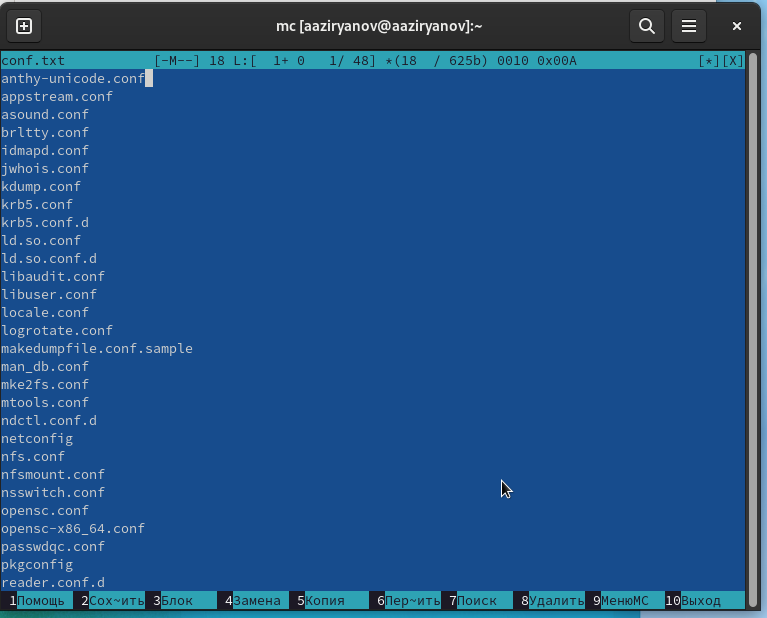 mc [aaziryanov@aaziryanov]:~
conf.txt [-M--] 18 L:[ 1+ 0 1/ 48] *(18 / 625b) 0010 0x00A [*][X]
anthy-unicode.conf
appstream.conf
asound.conf
brltty.conf
idmapd.conf
jwhois.conf
kdump.conf
krb5.conf
krb5.conf.d
ld.so.conf
ld.so.conf.d
libaudit.conf
libuser.conf
locale.conf
logrotate.conf
makedumpfile.conf.sample
man_db.conf
mke2fs.conf
mtools.conf
ndctl.conf.d
netconfig
nfs.conf
nfsmount.conf
nsswitch.conf
opensc.conf
opensc-x86_64.conf
passwdqc.conf
pkgconfig
reader.conf.d
1Помощь 2Сох~ить 3Блок 4Замена 5Копия 6Пер~ить 7Поиск 8Удалить 9МенюМС 10Выход